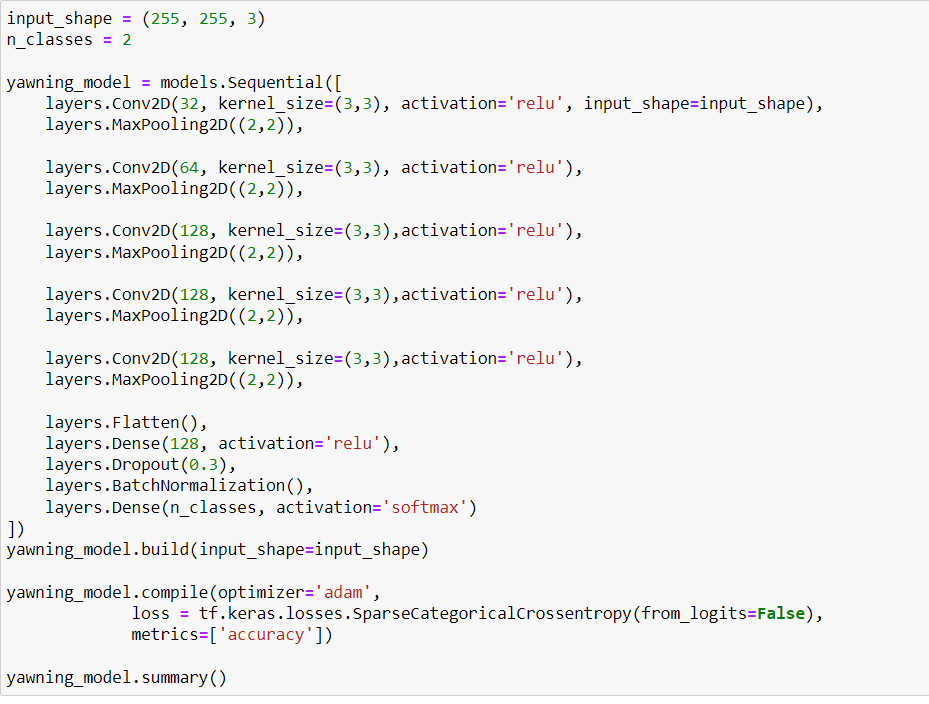 input_shape = (255, 255, 3)
n_classes = 2

yawning_model = models.Sequential([
    layers.Conv2D(32, kernel_size=(3,3), activation='relu', input_shape=input_shape),
    layers.MaxPooling2D((2,2)),

    layers.Conv2D(64, kernel_size=(3,3), activation='relu'),
    layers.MaxPooling2D((2,2)),

    layers.Conv2D(128, kernel_size=(3,3),activation='relu'),
    layers.MaxPooling2D((2,2)),

    layers.Conv2D(128, kernel_size=(3,3),activation='relu'),
    layers.MaxPooling2D((2,2)),

    layers.Conv2D(128, kernel_size=(3,3),activation='relu'),
    layers.MaxPooling2D((2,2)),

    layers.Flatten(),
    layers.Dense(128, activation='relu'),
    layers.Dropout(0.3),
    layers.BatchNormalization(),
    layers.Dense(n_classes, activation='softmax')
])
yawning_model.build(input_shape=input_shape)

yawning_model.compile(optimizer='adam',
             loss = tf.keras.losses.SparseCategoricalCrossentropy(from_logits=False),
             metrics=['accuracy'])

yawning_model.summary()